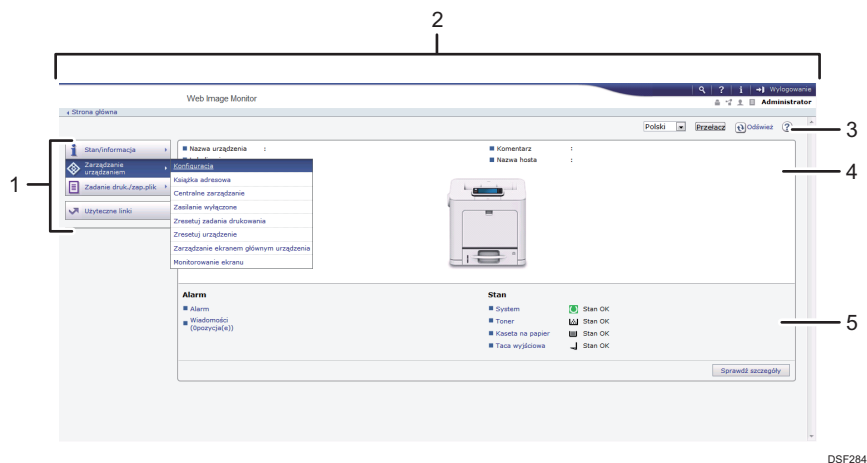 2
Wylogowanie
Web Image Monitor
Administrator
Strona główna
Polski Przełącz Odśwież
3
1
Stan/informacja
Zarządzanie
urządzeniem
Zadanie druk./zap.plik
Użyteczne linki
Nazwa urządzenia :
Komentarz :
Nazwa hosta :
4
Konfiguracja
Książka adresowa
Centralne zarządzanie
Zasilanie wyłączone
Zresetuj zadania drukowania
Zresetuj urządzenie
Zarządzanie ekranem głównym urządzenia
Monitorowanie ekranu
Alarm
Alarm
Wiadomości
(0pozycja(e))
Stan
System Stan OK
Toner Stan OK
Kaseta na papier Stan OK
Taca wyjściowa Stan OK
5
Sprawdź szczegóły
DSF284